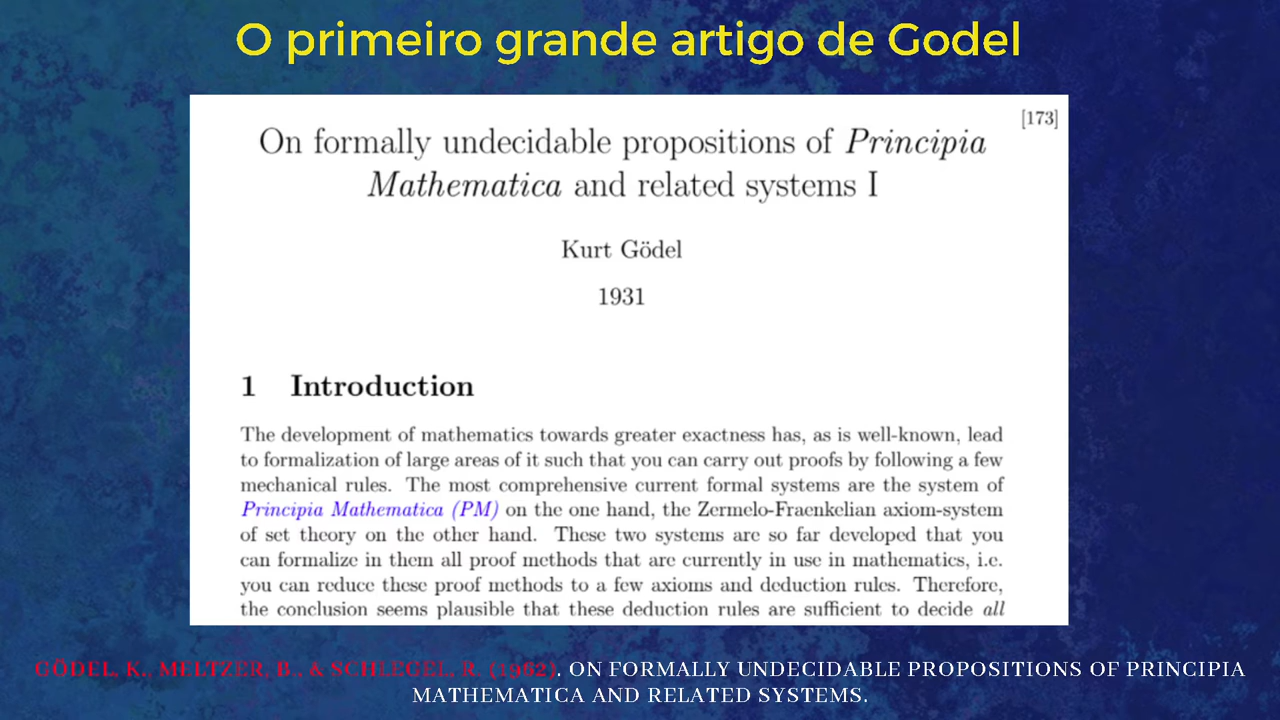 O primeiro grande artigo de Godel
[173]
On formally undecidable propositions of Principia
Mathematica and related systems I
Kurt Gödel
1931
1 Introduction
The development of mathematics towards greater exactness has, as is well-known, lead
to formalization of large areas of it such that you can carry out proofs by following a few
mechanical rules. The most comprehensive current formal systems are the system of
Principia Mathematica (PM) on the one hand, the Zermelo-Fraenkelian axiom-system
of set theory on the other hand. These two systems are so far developed that you
can formalize in them all proof methods that are currently in use in mathematics, i.e.
you can reduce these proof methods to a few axioms and deduction rules. Therefore,
the conclusion seems plausible that these deduction rules are sufficient to decide all
GÖDEL, K., MELTZER, B., & SCHLEGEL, R. (1962). ON FORMALLY UNDECIDABLE PROPOSITIONS OF PRINCIPIA
MATHEMATICA AND RELATED SYSTEMS.